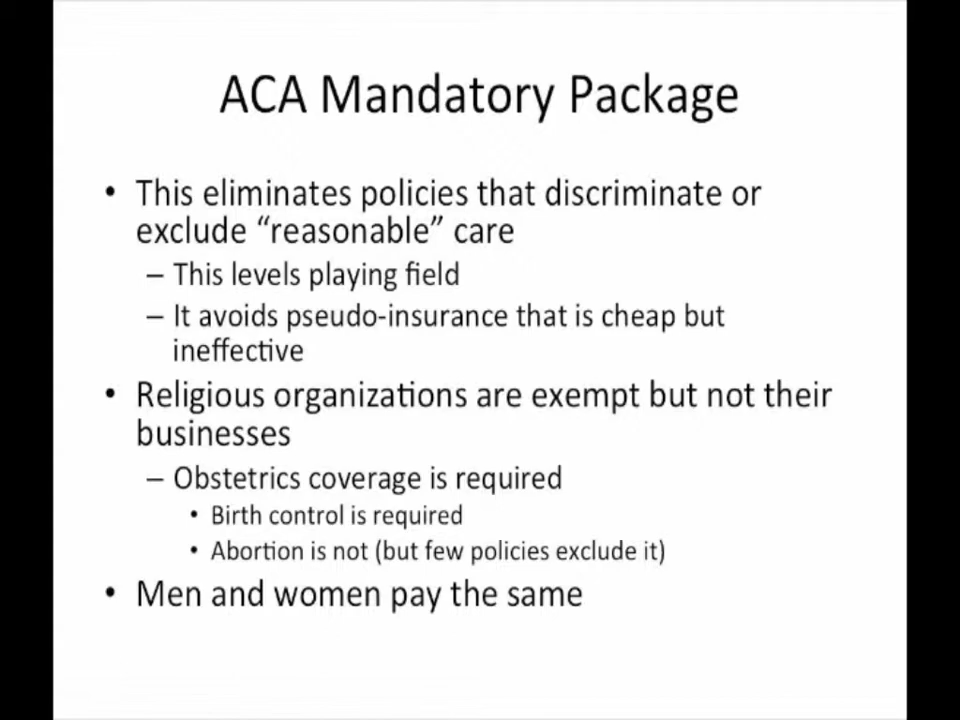 ACA Mandatory Package
• This eliminates policies that discriminate or
exclude “reasonable” care
– This levels playing field
– It avoids pseudo-insurance that is cheap but
ineffective
• Religious organizations are exempt but not their
businesses
– Obstetrics coverage is required
• Birth control is required
• Abortion is not (but few policies exclude it)
• Men and women pay the same